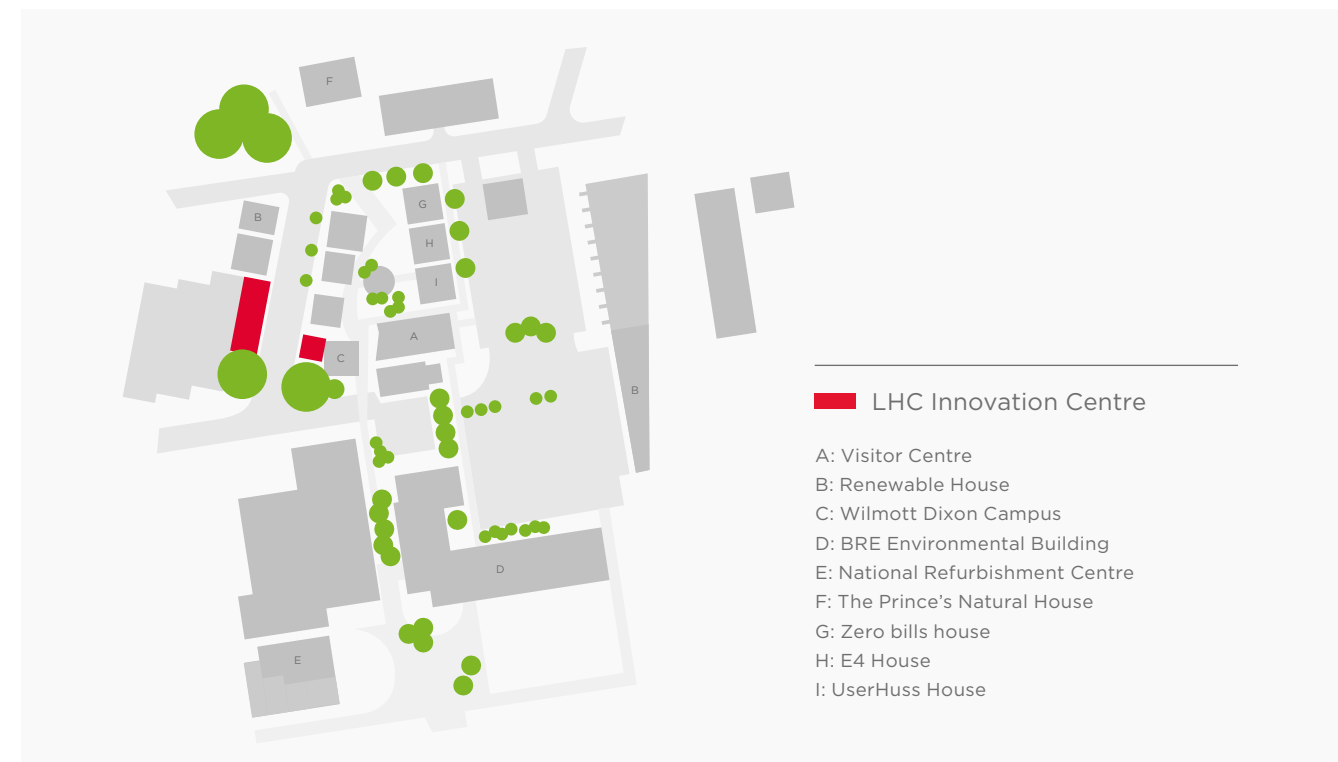 F
B
G
H
I
A
C
B
D
E
LHC Innovation Centre
A: Visitor Centre
B: Renewable House
C: Wilmott Dixon Campus
D: BRE Environmental Building
E: National Refurbishment Centre
F: The Prince’s Natural House
G: Zero bills house
H: E4 House
I: UserHuss House